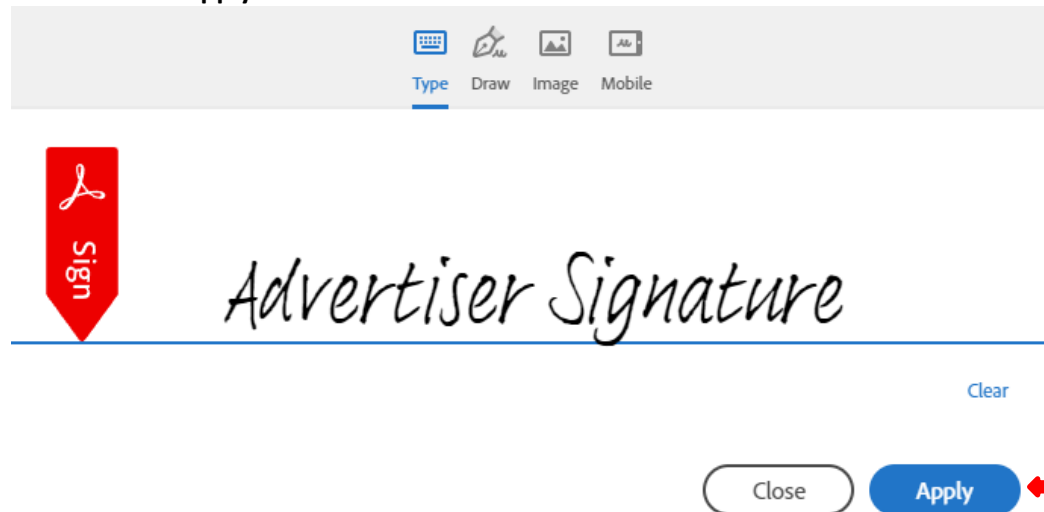 Type Draw Image Mobile
Sign
Advertiser Signature
Clear
Close Apply